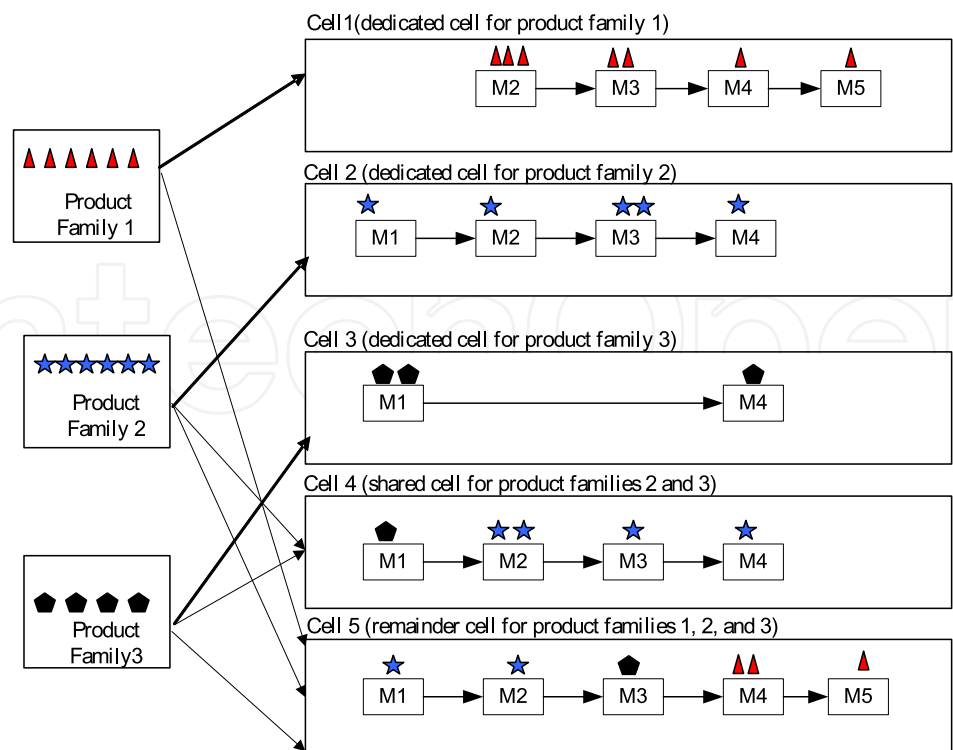 Cell1(dedicated cell for product family 1)
M2 M3 M4 M5
Product
Family 1
Cell 2 (dedicated cell for product family 2)
M1 M2 M3 M4
Product
Family 2
Cell 3 (dedicated cell for product family 3)
M1 M4
Cell 4 (shared cell for product families 2 and 3)
M1 M2 M3 M4
Product
Family3
Cell 5 (remainder cell for product families 1, 2, and 3)
M1 M2 M3 M4 M5